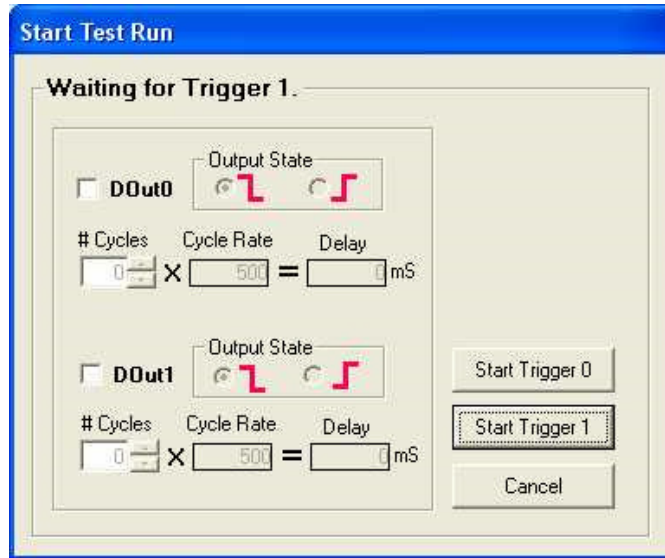 Start Test Run
Waiting for Trigger 1.
Output State
DOut0
# Cycles Cycle Rate Delay
0 × 500 = 0 mS
Output State
DOut1
# Cycles Cycle Rate Delay
0 × 500 = 0 mS
Start Trigger 0
Start Trigger 1
Cancel